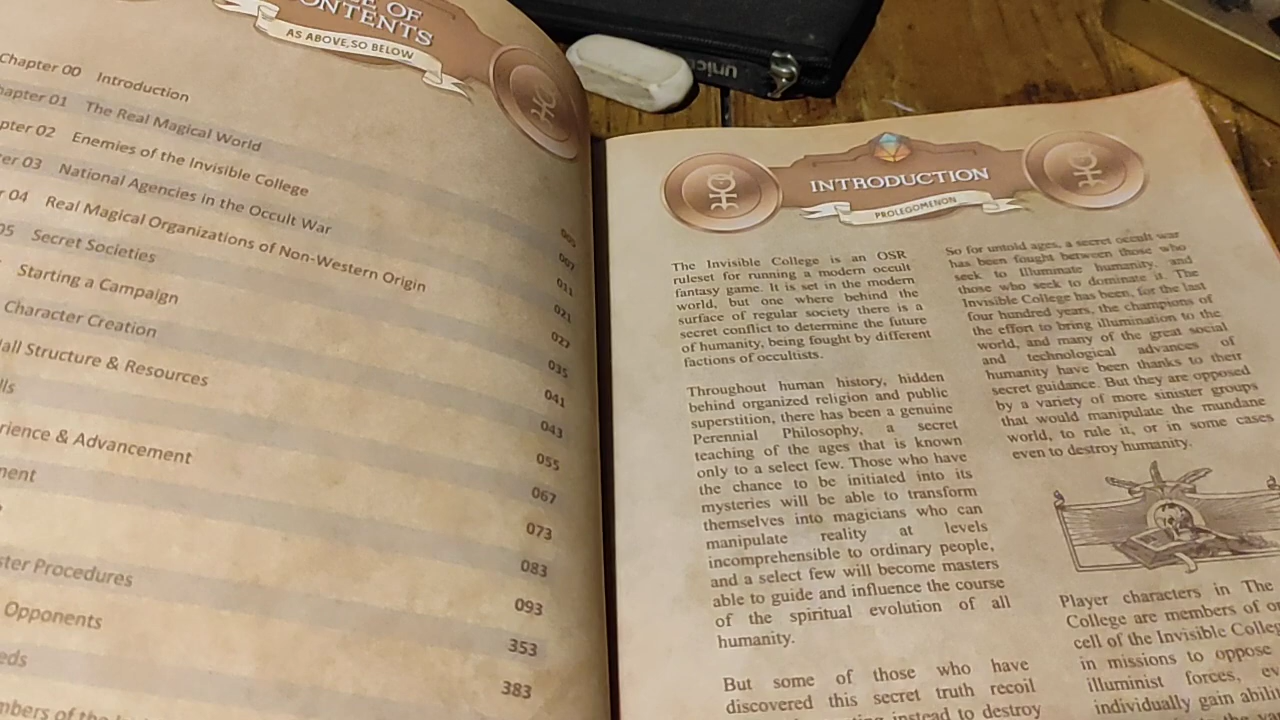 OF
CONTENTS
AS ABOVE, SO BELOW
Chapter 00 Introduction
Chapter 01 The Real Magical World
pter 02 Enemies of the Invisible College
er 03 National Agencies in the Occult War
r 04 Real Magical Organizations of Non-Western Origin
05 Secret Societies
Starting a Campaign
Character Creation
all Structure & Resources
lls
rience & Advancement
ment
ster Procedures
Opponents
eds
mbers of the
005
007
011
021
027
035
041
043
055
067
073
083
093
353
383
unic
INTRODUCTION
PROLEGOMENON
The Invisible College is an OSR
ruleset for running a modern occult
fantasy game. It is set in the modern
world, but one where behind the
surface of regular society there is a
secret conflict to determine the future
of humanity, being fought by different
factions of occultists.
Throughout human history, hidden
behind organized religion and public
superstition, there has been a genuine
Perennial Philosophy, a secret
teaching of the ages that is known
only to a select few. Those who have
the chance to be initiated into its
mysteries will be able to transform
themselves into magicians who can
manipulate reality at levels
incomprehensible to ordinary people,
and a select few will become masters
able to guide and influence the course
of the spiritual evolution of all
humanity.
But some of those who have
discovered this secret truth recoil
instead to destroy
So for untold ages, a secret occult war
has been fought between those who
seek to Illuminate humanity, and
those who seek to dominate it. The
Invisible College has been, for the last
four hundred years, the champions of
the effort to bring illumination to the
world, and many of the great social
and technological advances of
humanity have been thanks to their
secret guidance. But they are opposed
by a variety of more sinister groups
that would manipulate the mundane
world, to rule it, or in some cases
even to destroy humanity.
Player characters in The
College are members of
cell of the Invisible Colleg
in missions to oppose
illuminist forces, ev
individually gain abili